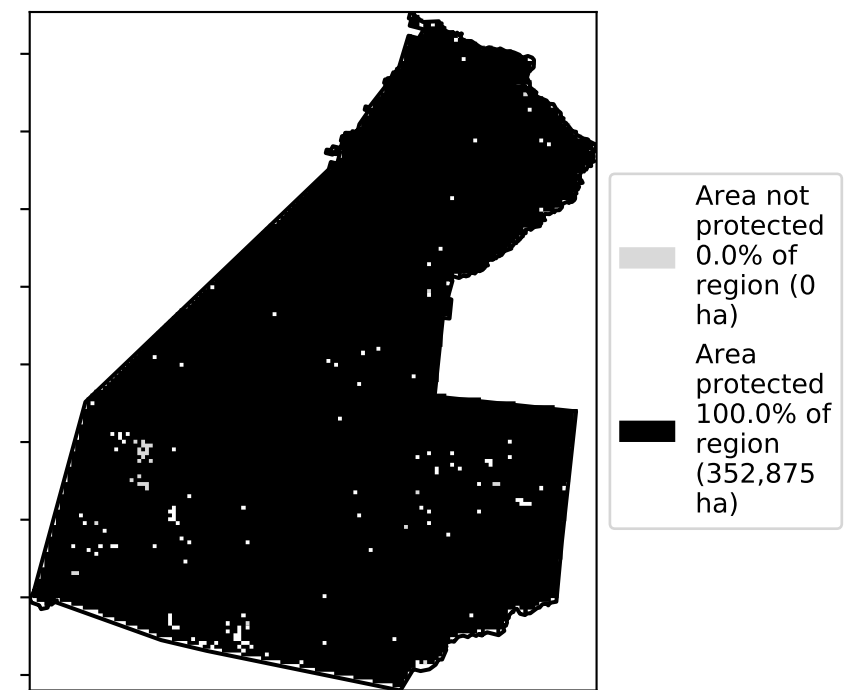 Area not
protected
0.0% of
region (0
ha)
Area
protected
100.0% of
region
(352,875
ha)